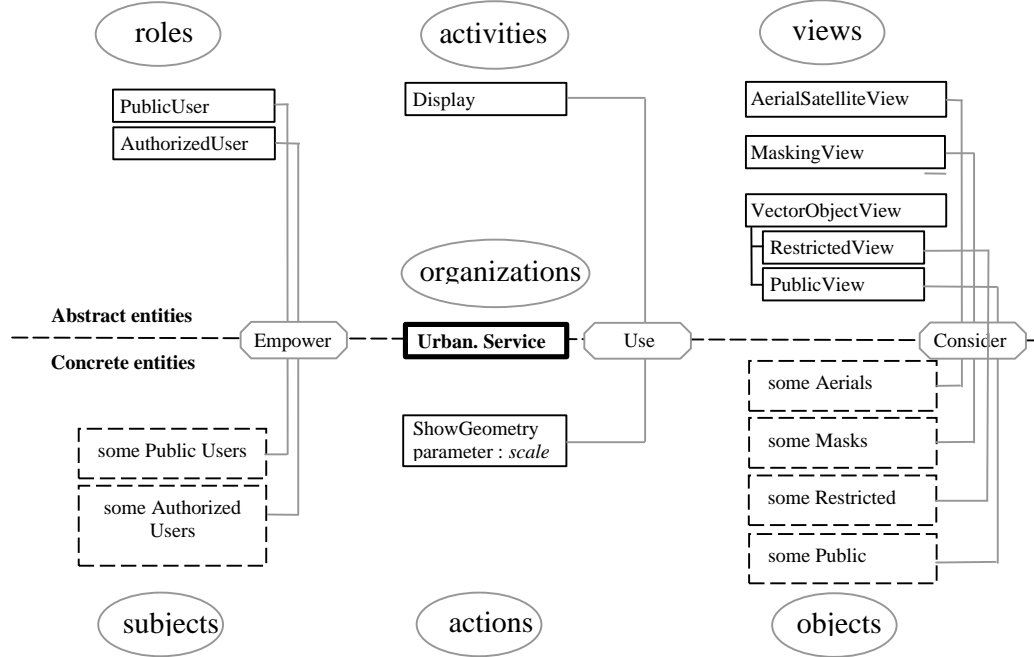 roles
activities
views
PublicUser
AuthorizedUser
Display
AerialSatelliteView
MaskingView
VectorObjectView
RestrictedView
PublicView
organizations
Abstract entities
Concrete entities
Empower
Urban. Service
Use
Consider
some Public Users
some Authorized
Users
ShowGeometry
parameter : scale
some Aerials
some Masks
some Restricted
some Public
subjects
actions
objects